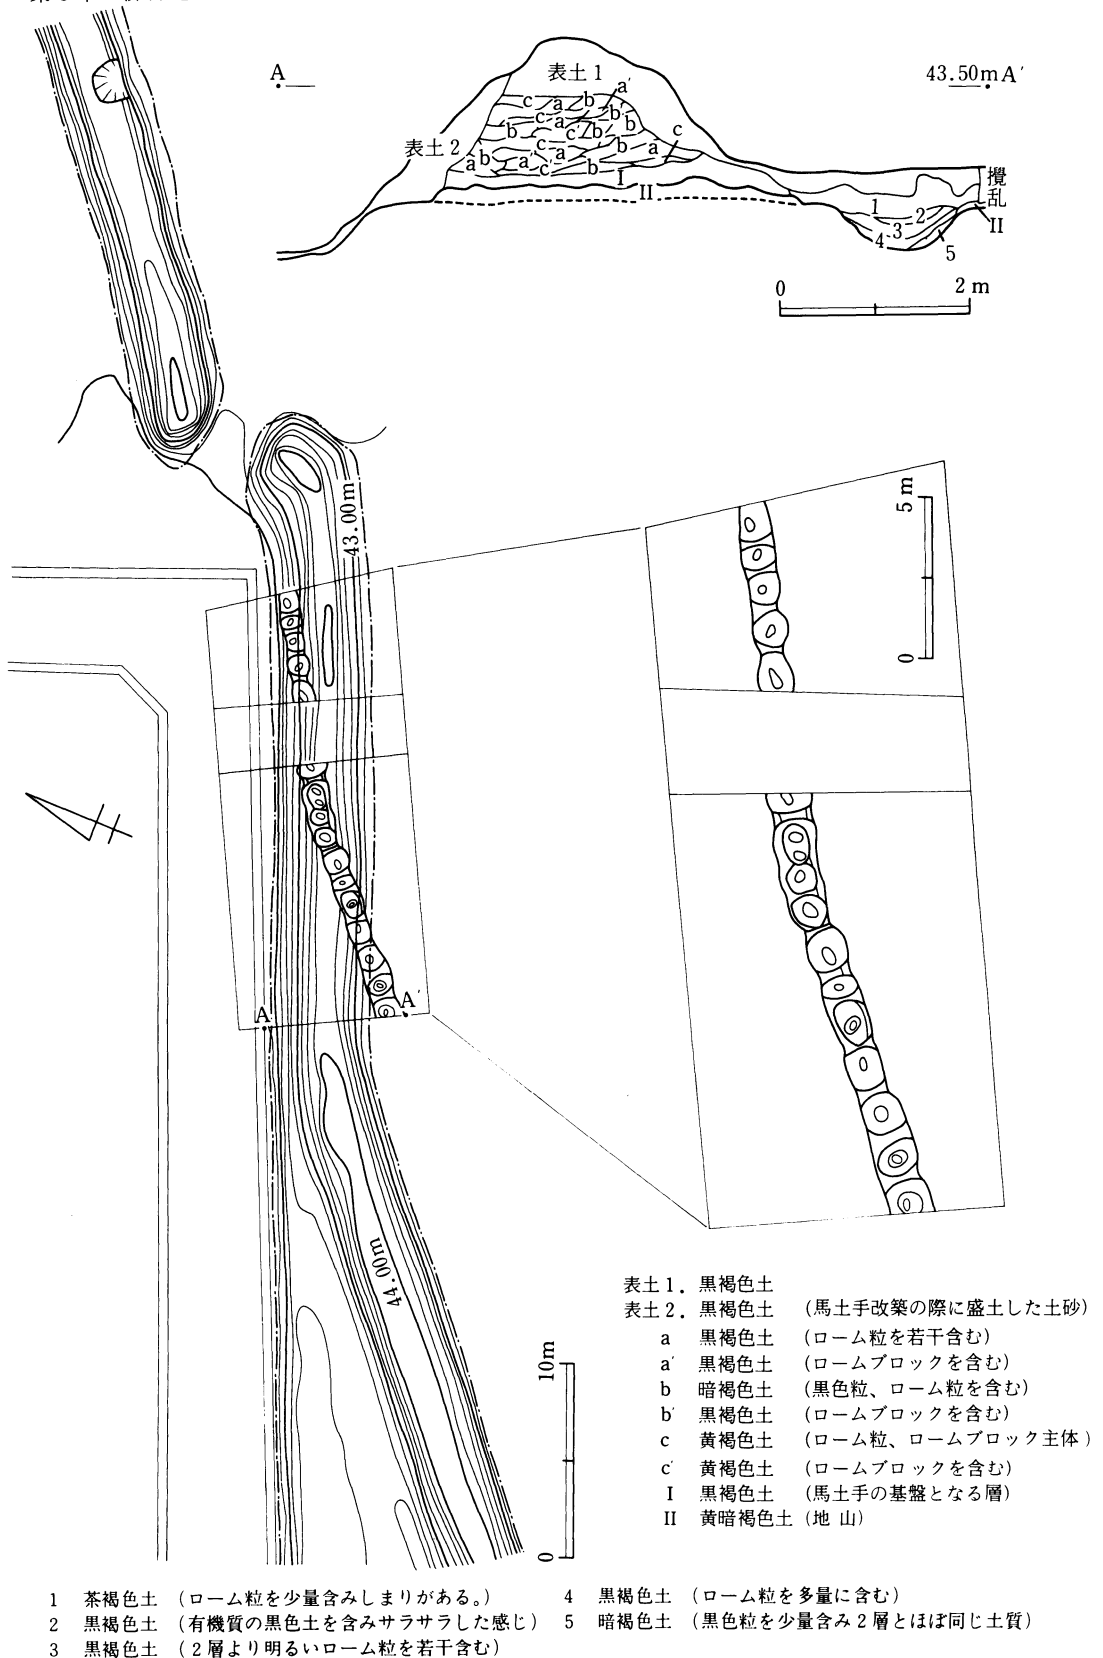 A
43.50m A′
表土1
a′
c a b
c a b′
b c′ b b
c
表土2
c b a
a b a′ a
c′ b
I
II
攪乱
1
2
3
4
5
II
0 2 m
43.00m
5 m
0
A
A′
44.00m
10m
0
表土1. 黒褐色土
表土2. 黒褐色土 (馬土手改築の際に盛土した土砂)
a 黒褐色土 (ローム粒を若干含む)
a′ 黒褐色土 (ロームブロックを含む)
b 暗褐色土 (黒色粒、ローム粒を含む)
b′ 黒褐色土 (ロームブロックを含む)
c 黄褐色土 (ローム粒、ロームブロック主体)
c′ 黄褐色土 (ロームブロックを含む)
I 黒褐色土 (馬土手の基盤となる層)
II 黄暗褐色土 (地山)
1 茶褐色土 (ローム粒を少量含みしまりがある。)
2 黒褐色土 (有機質の黒色土を含みサラサラした感じ)
3 黒褐色土 (2層より明るいローム粒を若干含む)
4 黒褐色土 (ローム粒を多量に含む)
5 暗褐色土 (黒色粒を少量含み2層とほぼ同じ土質)